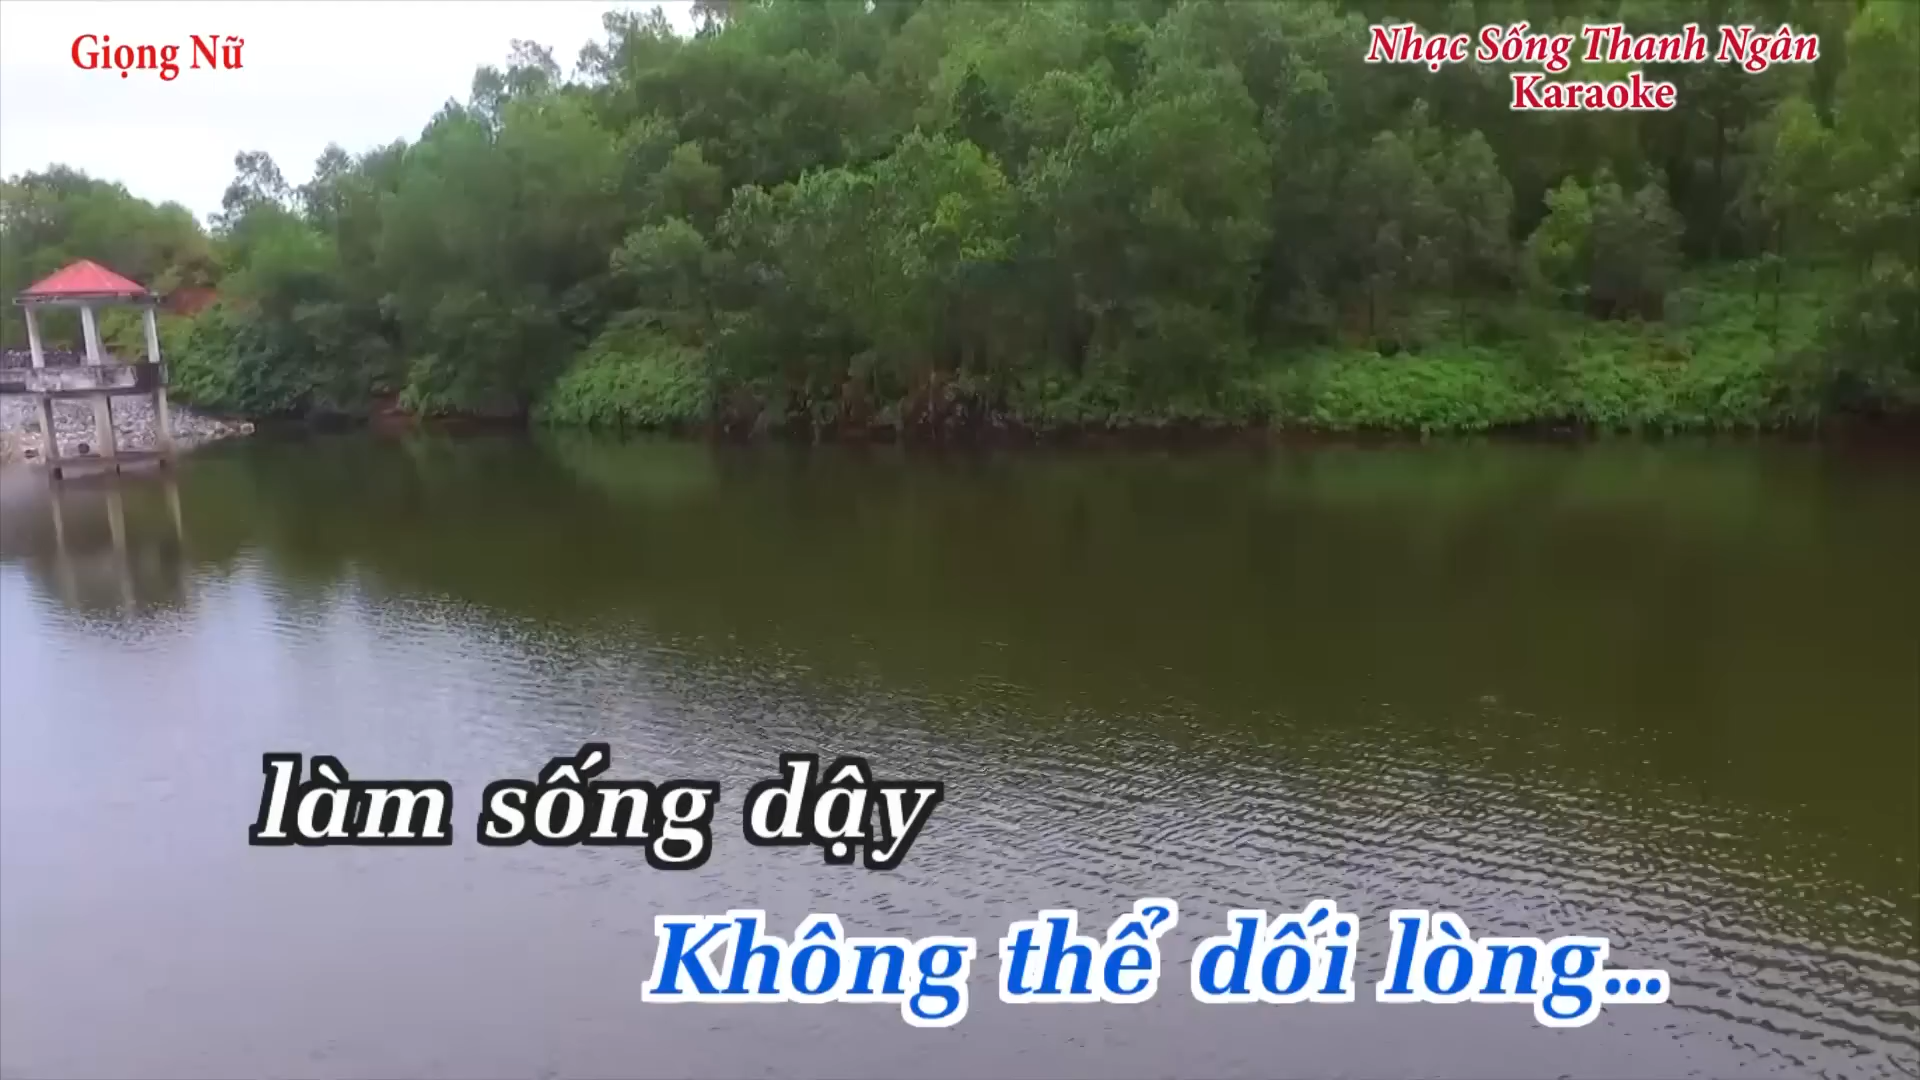 Giọng Nữ
Nhạc Sống Thanh Ngân
Karaoke
làm sống dậy
Không thể dối lòng...